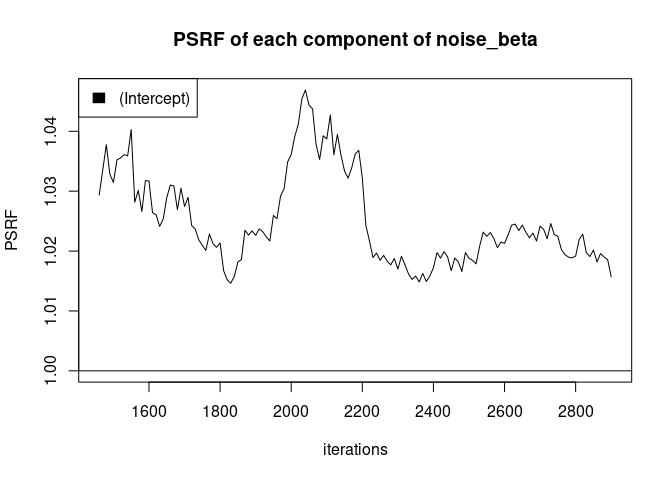 PSRF of each component of noise_beta
(Intercept)
PSRF
1.04
1.03
1.02
1.01
1.00
1600 1800 2000 2200 2400 2600 2800
iterations